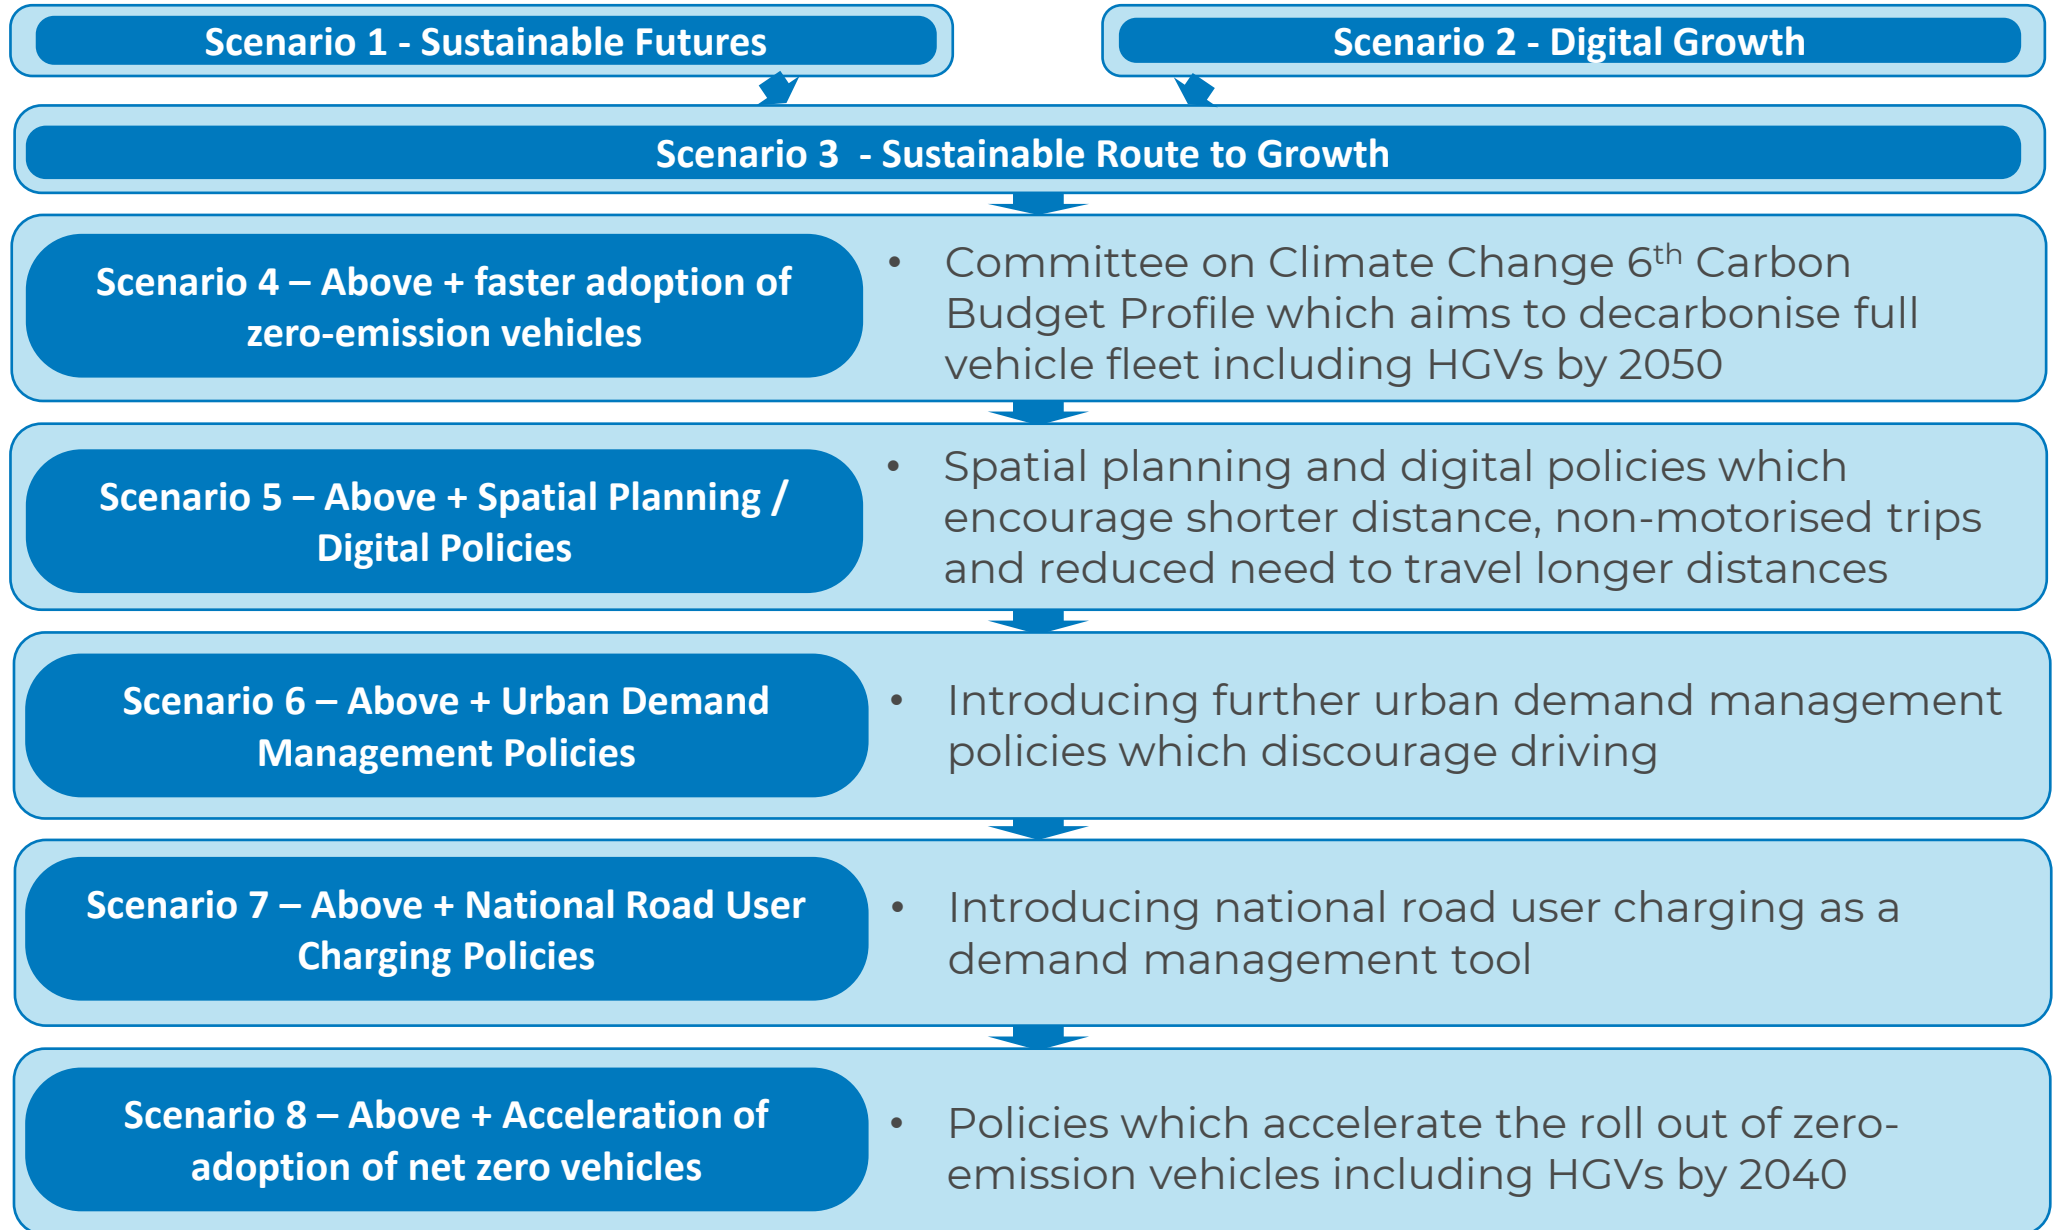 Scenario 1 - Sustainable Futures
Scenario 2 - Digital Growth
Scenario 3  - Sustainable Route to Growth
Scenario 4 – Above + faster adoption of
zero-emission vehicles
• Committee on Climate Change 6th Carbon
Budget Profile which aims to decarbonise full
vehicle fleet including HGVs by 2050
Scenario 5 – Above + Spatial Planning /
Digital Policies
• Spatial planning and digital policies which
encourage shorter distance, non-motorised trips
and reduced need to travel longer distances
Scenario 6 – Above + Urban Demand
Management Policies
• Introducing further urban demand management
policies which discourage driving
Scenario 7 – Above + National Road User
Charging Policies
• Introducing national road user charging as a
demand management tool
Scenario 8 – Above + Acceleration of
adoption of net zero vehicles
• Policies which accelerate the roll out of zero-
emission vehicles including HGVs by 2040